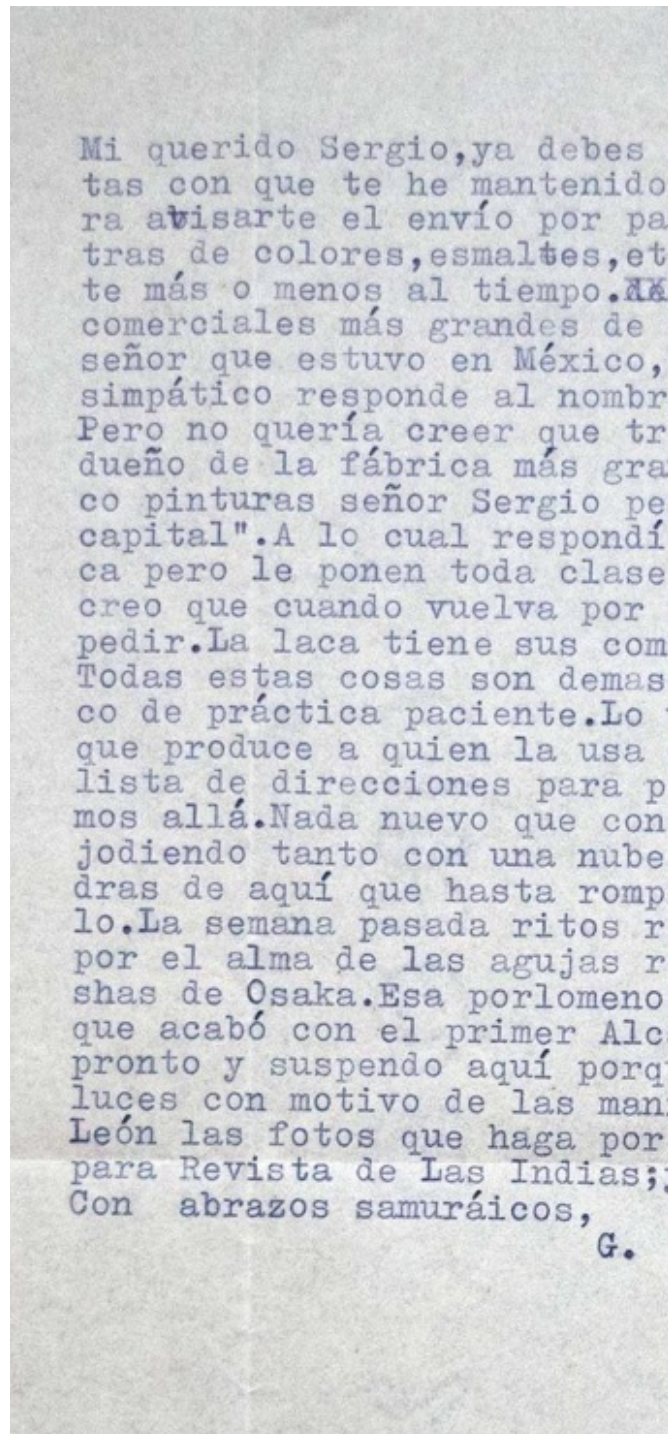 Mi querido Sergio,ya debes
tas con que te he mantenido
ra avisarte el envío por pa
tras de colores,esmaltes,et
te más o menos al tiempo.
comerciales más grandes de
señor que estuvo en México,
simpático responde al nombr
Pero no quería creer que tr
dueño de la fábrica más gra
co pinturas señor Sergio pe
capital".A lo cual respondí
ca pero le ponen toda clase
creo que cuando vuelva por
pedir.La laca tiene sus com
Todas estas cosas son demas
co de práctica paciente.Lo
que produce a quien la usa
lista de direcciones para p
mos allá.Nada nuevo que con
jodiendo tanto con una nube
dras de aquí que hasta romp
lo.La semana pasada ritos r
por el alma de las agujas r
shas de Osaka.Esa porlomeno
que acabó con el primer Alc
pronto y suspendo aquí porq
luces con motivo de las man
León las fotos que haga por
para Revista de Las Indias;
Con abrazos samuráicos,
G.